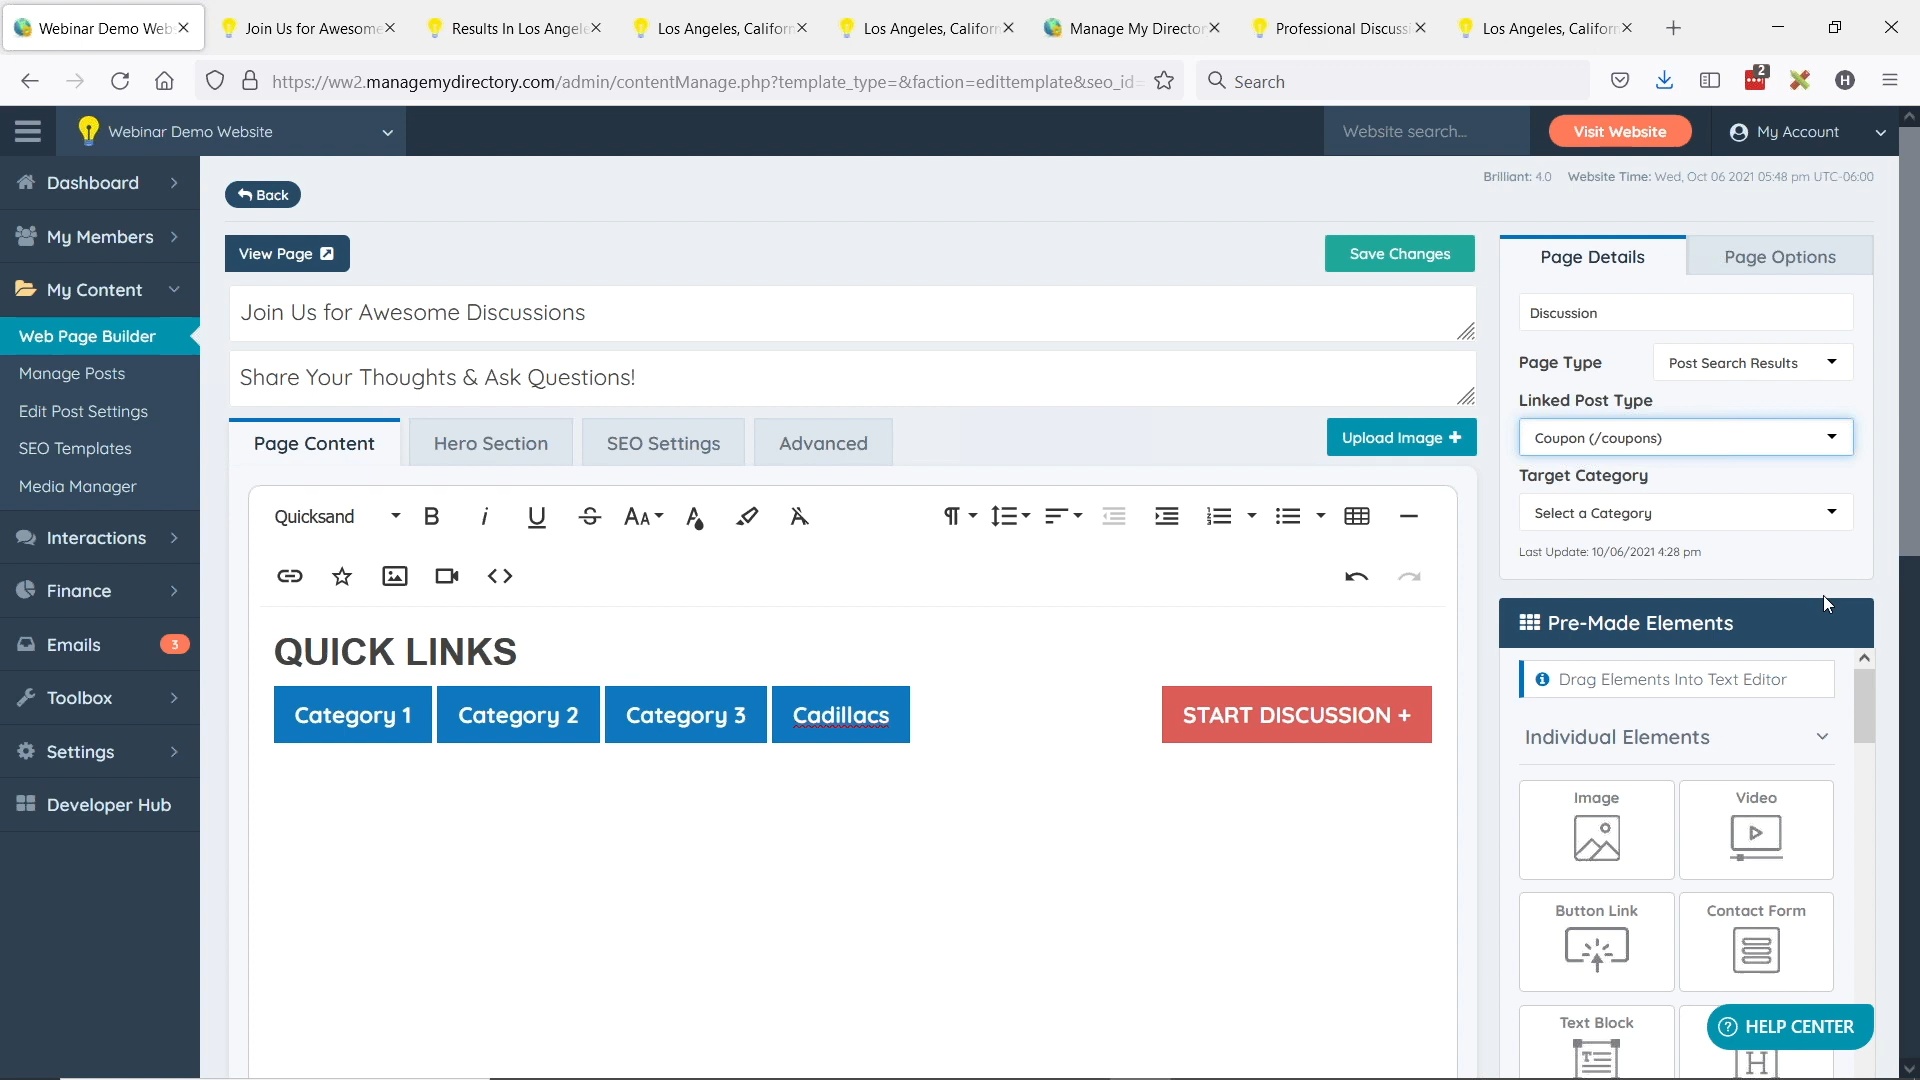 Webinar Demo Web
Join Us for Awesome
Results In Los Angele
Los Angeles, Californ
Los Angeles, Californ
Manage My Director
Professional Discussi
Los Angeles, Californ
https://ww2.managemydirectory.com/admin/contentManage.php?template_type=&faction=edittemplate&seo_id=
Search
2
H
Webinar Demo Website
Website search...
Visit Website
My Account
Dashboard
My Members
My Content
Web Page Builder
Manage Posts
Edit Post Settings
SEO Templates
Media Manager
Interactions
Finance
Emails 3
Toolbox
Settings
Developer Hub
Back
Brilliant: 4.0 Website Time: Wed, Oct 06 2021 05:48 pm UTC-06:00
View Page
Save Changes
Join Us for Awesome Discussions
Share Your Thoughts & Ask Questions!
Page Content
Hero Section
SEO Settings
Advanced
Upload Image +
Quicksand
QUICK LINKS
Category 1 Category 2 Category 3 Cadillacs START DISCUSSION +
Page Details
Page Options
Discussion
Page Type Post Search Results
Linked Post Type
Coupon (/coupons)
Target Category
Select a Category
Last Update: 10/06/2021 4:28 pm
Pre-Made Elements
Drag Elements Into Text Editor
Individual Elements
Image
Video
Button Link
Contact Form
Text Block
HELP CENTER